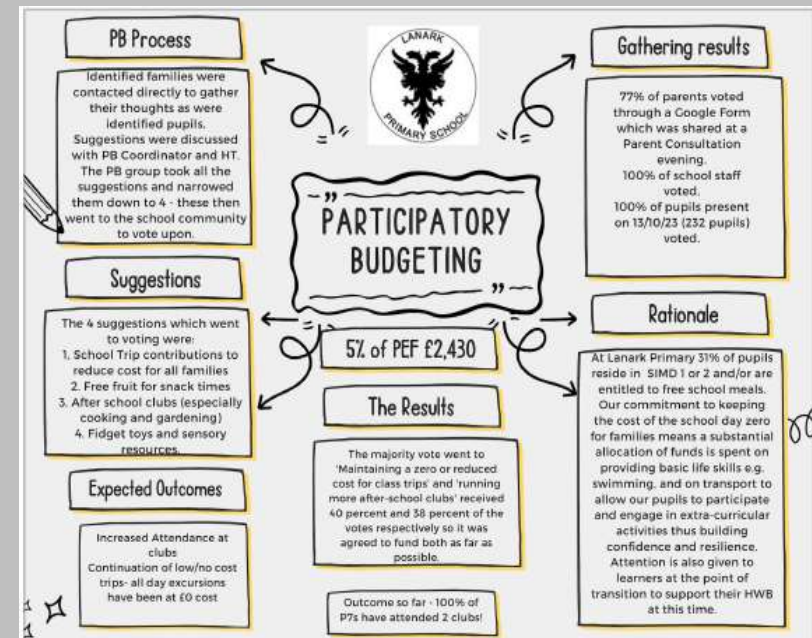 PB Process
Identified families were
contacted directly to gather
their thoughts as were
identified pupils.
Suggestions were discussed
with PB Coordinator and HT.
The PB group took all the
suggestions and narrowed
them down to 4 - these then
went to the school community
to vote upon.
Suggestions
The 4 suggestions which went
to voting were:
1. School Trip contributions to
reduce cost for all families
2. Free fruit for snack times
3. After school clubs (especially
cooking and gardening)
4. Fidget toys and sensory
resources.
Expected Outcomes
Increased Attendance at
clubs
Continuation of low/no cost
trips- all day excursions
have been at £0 cost
LANARK
PRIMARY SCHOOL
PARTICIPATORY
BUDGETING
5% of PEF £2,430
The Results
The majority vote went to
'Maintaining a zero or reduced
cost for class trips' and 'running
more after-school clubs' received
40 percent and 38 percent of the
votes respectively so it was
agreed to fund both as far as
possible.
Outcome so far - 100% of
P7s have attended 2 clubs!
Gathering results
77% of parents voted
through a Google Form
which was shared at a
Parent Consultation
evening.
100% of school staff
voted.
100% of pupils present
on 13/10/23 (232 pupils)
voted.
Rationale
At Lanark Primary 31% of pupils
reside in SIMD 1 or 2 and/or are
entitled to free school meals.
Our commitment to keeping
the cost of the school day zero
for families means a substantial
allocation of funds is spent on
providing basic life skills e.g.
swimming, and on transport to
allow our pupils to participate
and engage in extra-curricular
activities thus building
confidence and resilience.
Attention is also given to
learners at the point of
transition to support their HWB
at this time.